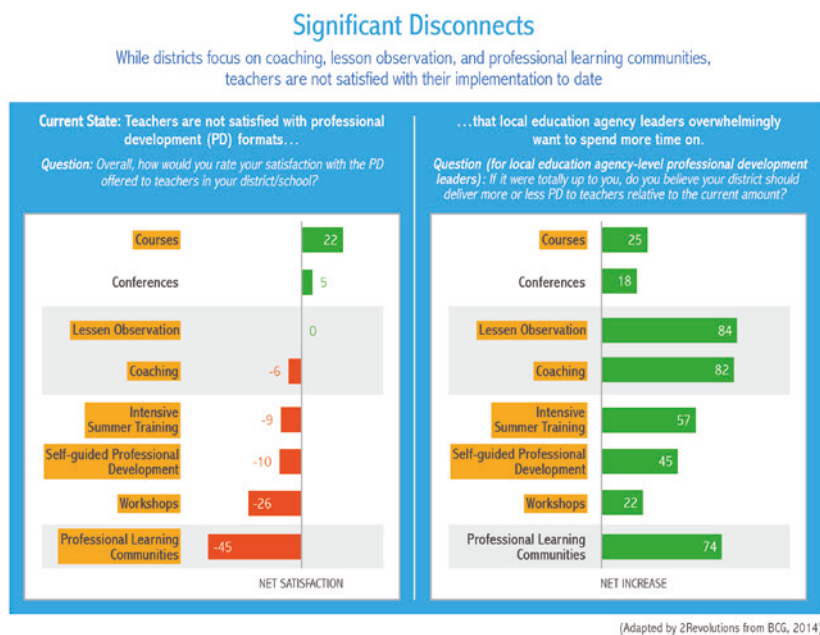 Significant Disconnects
While districts focus on coaching, lesson observation, and professional learning communities,
teachers are not satisfied with their implementation to date
Current State: Teachers are not satisfied with professional
development (PD) formats…
Question: Overall, how would you rate your satisfaction with the PD
offered to teachers in your district/school?
Courses
22
Conferences
5
Lessen Observation
0
Coaching
-6
Intensive
Summer Training
-9
Self-guided Professional
Development
-10
Workshops
-26
Professional Learning
Communities
-45
NET SATISFACTION
…that local education agency leaders overwhelmingly
want to spend more time on.
Question (for local education agency-level professional development
leaders): If it were totally up to you, do you believe your district should
deliver more or less PD to teachers relative to the current amount?
Courses
25
Conferences
18
Lessen Observation
84
Coaching
82
Intensive
Summer Training
57
Self-guided Professional
Development
45
Workshops
22
Professional Learning
Communities
74
NET INCREASE
(Adapted by 2Revolutions from BCG, 2014)